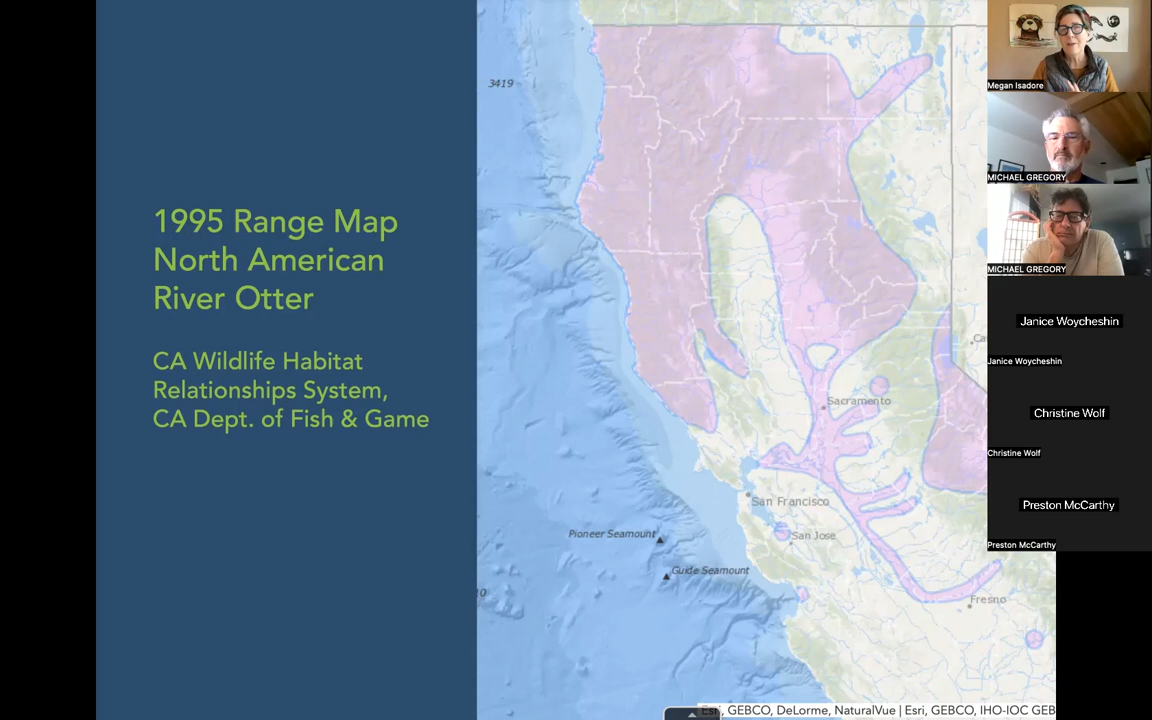 1995 Range Map
North American
River Otter
CA Wildlife Habitat
Relationships System,
CA Dept. of Fish & Game
3419
Sacramento
San Francisco
San Jose
Pioneer Seamount
Guide Seamount
Fresno
Esri, GEBCO, DeLorme, NaturalVue | Esri, GEBCO, IHO-IOC GEB
Megan Isadore
MICHAEL GREGORY
MICHAEL GREGORY
Janice Woycheshin
Janice Woycheshin
Christine Wolf
Christine Wolf
Preston McCarthy
Preston McCarthy